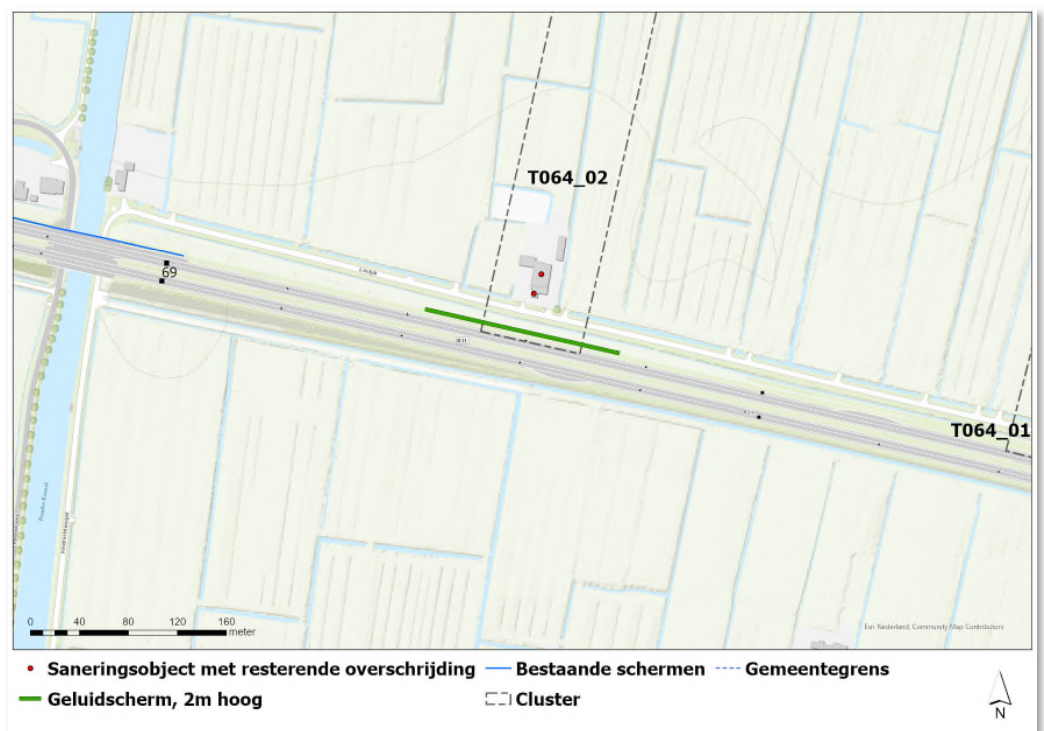 T064_02
69
N 11
T064_01
0 40 80 120 160
meter
Esri Nederland, Community Map Contributors
Saneringsobject met resterende overschrijding
Bestaande schermen
Gemeentegrens
Geluidscherm, 2m hoog
Cluster
N